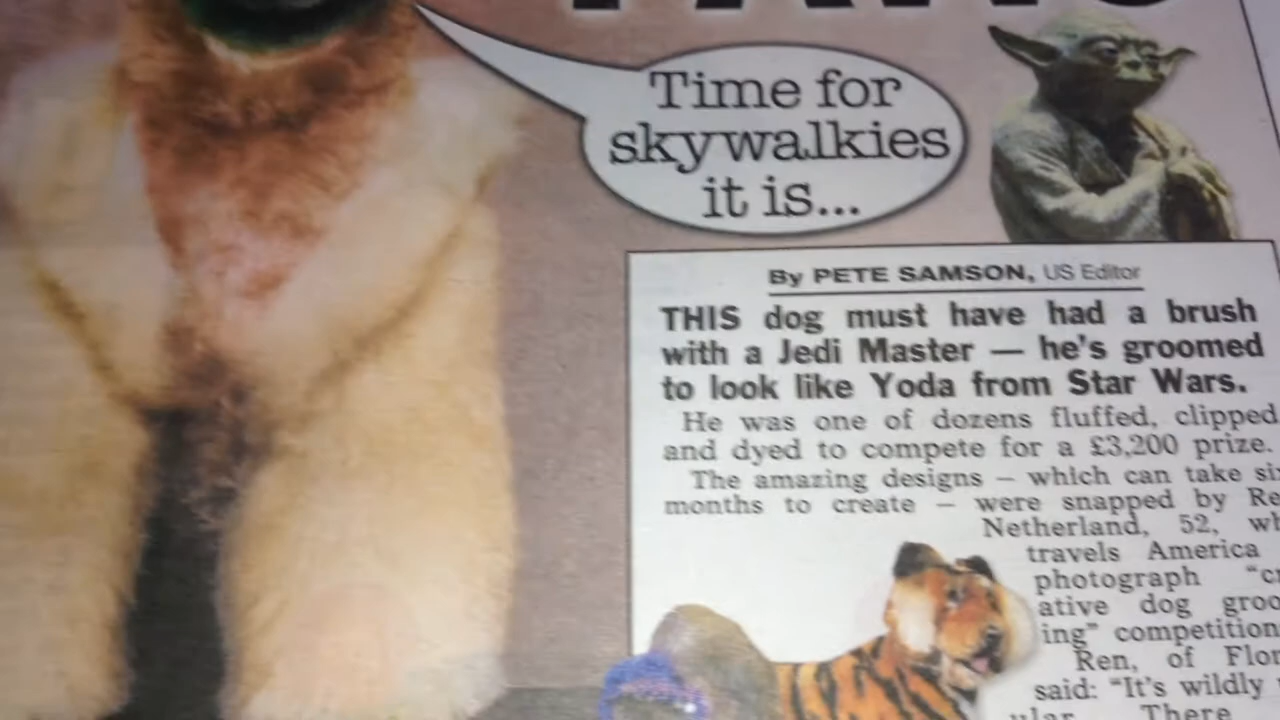 Time for
skywalkies
it is...
By PETE SAMSON, US Editor
THIS dog must have had a brush
with a Jedi Master — he's groomed
to look like Yoda from Star Wars.
He was one of dozens fluffed, clipped
and dyed to compete for a £3,200 prize.
The amazing designs — which can take
months to create — were snapped by
Netherland, 52,
travels America
photograph
ative dog
ing"
Ren, of
said: "It's wildly
There